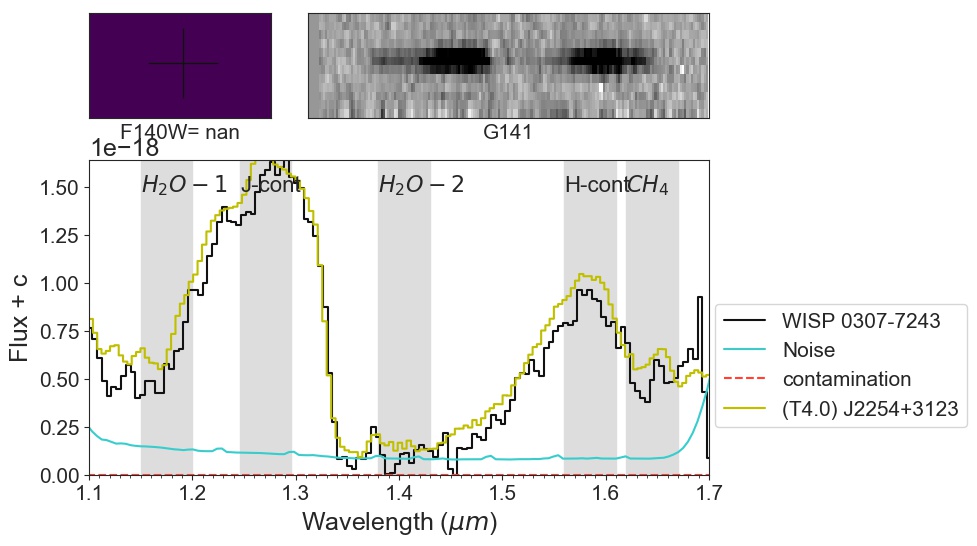 F140W= nan
G141
1e−18
H₂O − 1
J-cont
H₂O − 2
H-cont
CH₄
1.50
1.25
1.00
0.75
0.50
0.25
0.00
Flux + c
1.1
1.2
1.3
1.4
1.5
1.6
1.7
Wavelength (μm)
WISP 0307-7243
Noise
contamination
(T4.0) J2254+3123